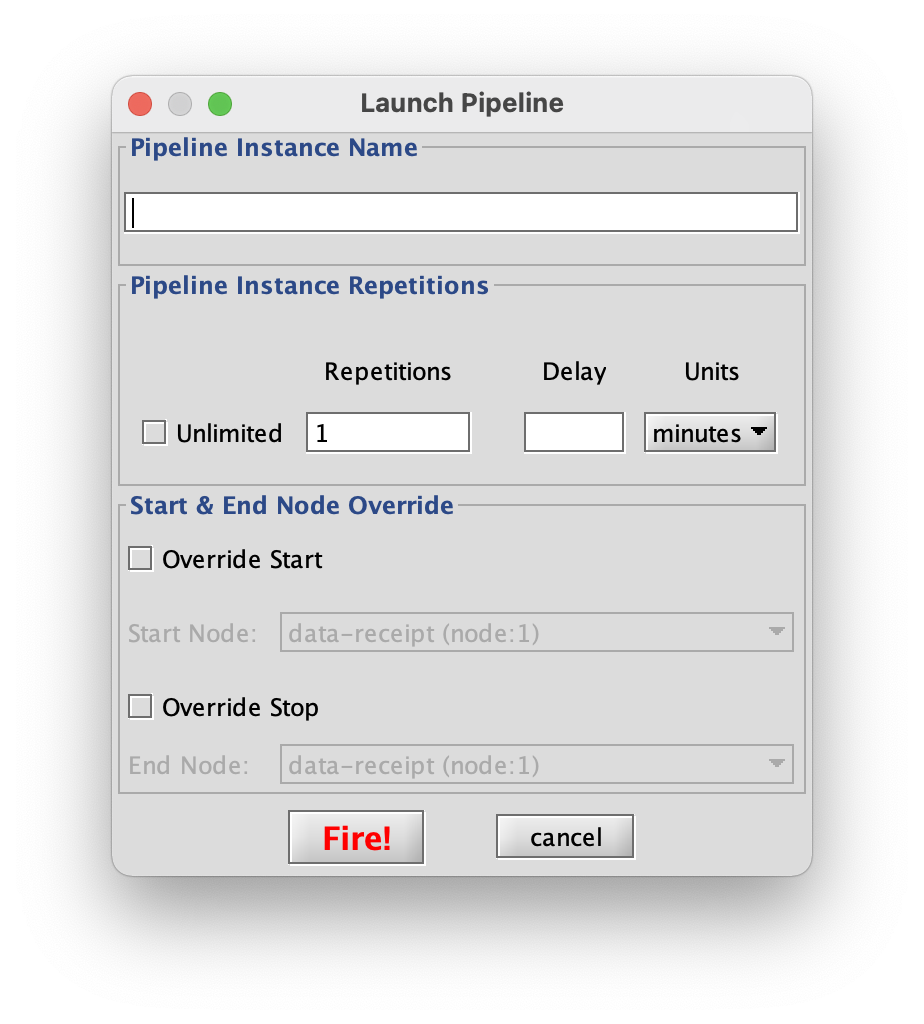 Launch Pipeline
Pipeline Instance Name
Pipeline Instance Repetitions
Repetitions Delay Units
Unlimited 1 minutes
Start & End Node Override
Override Start
Start Node: data-receipt (node:1)
Override Stop
End Node: data-receipt (node:1)
Fire! cancel